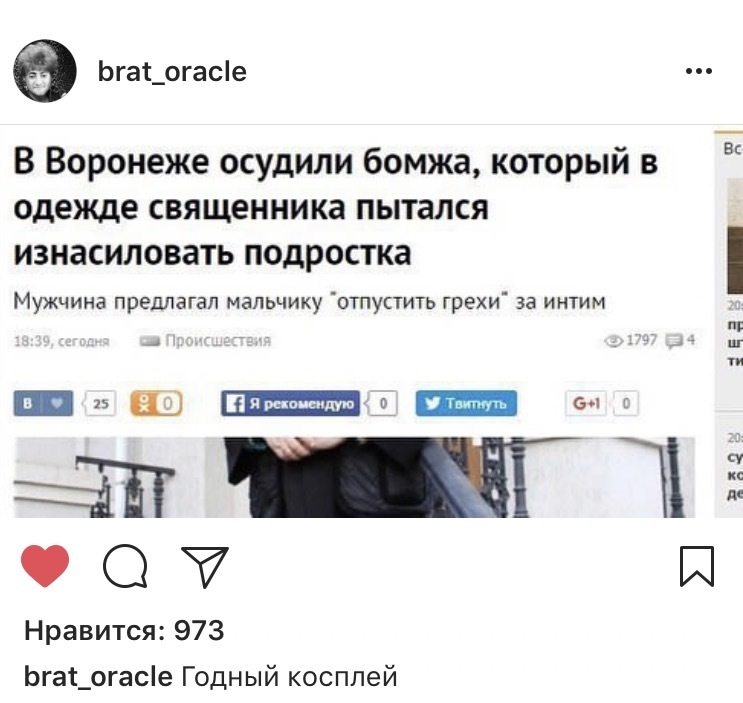 brat_oracle
В Воронеже осудили бомжа, который в
одежде священника пытался
изнасиловать подростка
Мужчина предлагал мальчику "отпустить грехи" за интим
18:39, сегодня Происшествия 1797 4
В 25 0 Я рекомендую 0 Твитнуть G+1 0
Вс
20:
пр
шт
ти
20:
су
ко
де
Нравится: 973
brat_oracle Годный косплей